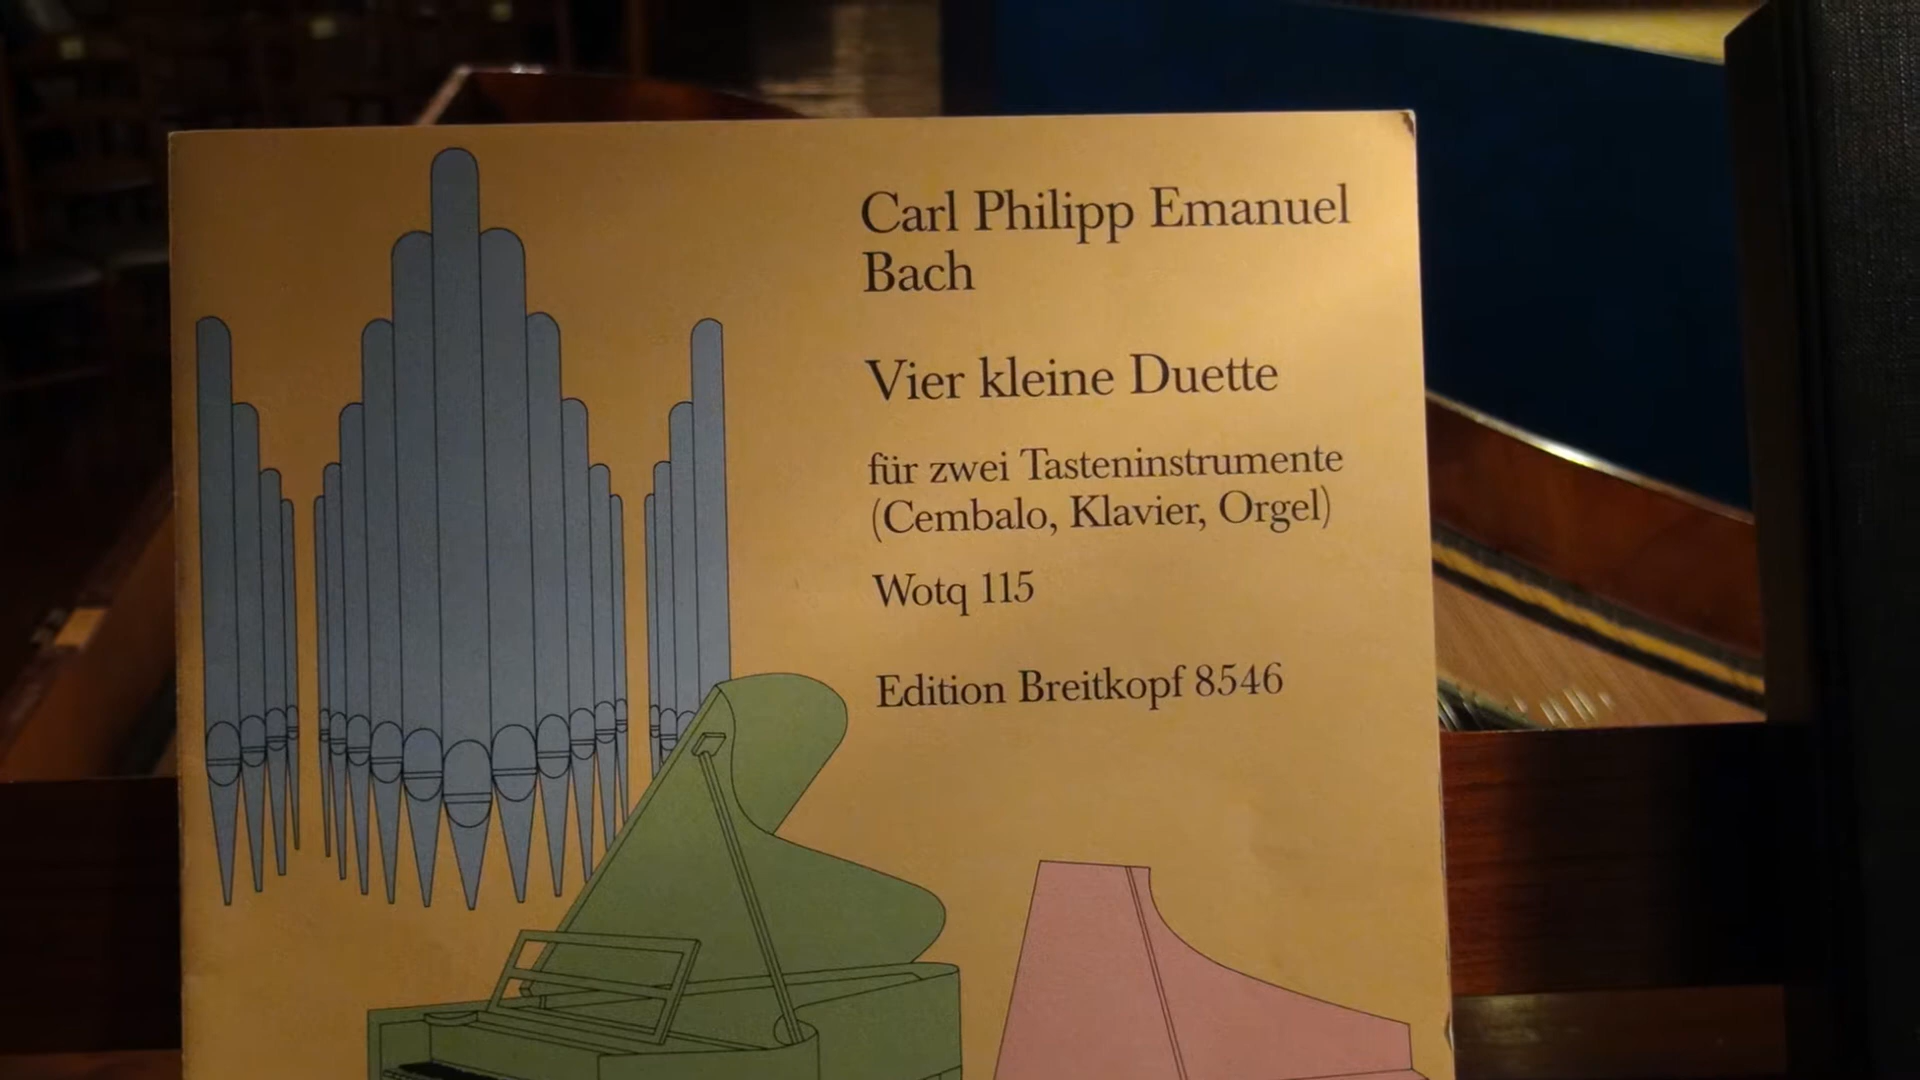 Carl Philipp Emanuel
Bach
Vier kleine Duette
für zwei Tasteninstrumente
(Cembalo, Klavier, Orgel)
Wotq 115
Edition Breitkopf 8546